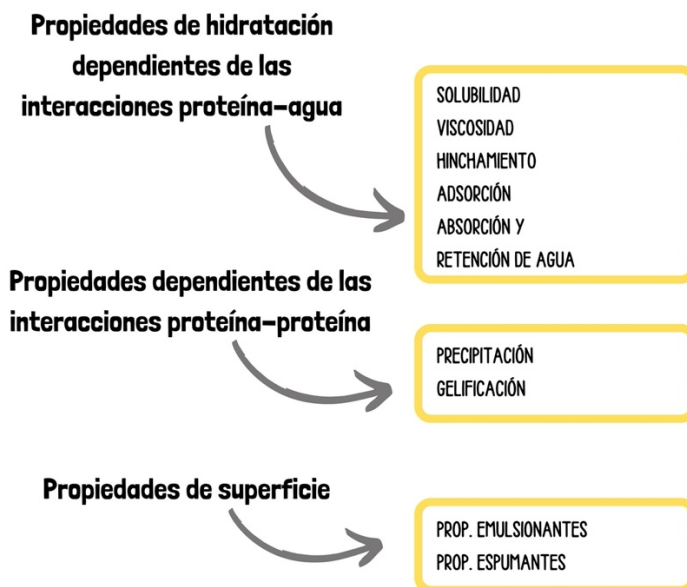 Propiedades de hidratación
dependientes de las
interacciones proteína-agua
SOLUBILIDAD
VISCOSIDAD
HINCHAMIENTO
ADSORCIÓN
ABSORCIÓN Y
RETENCIÓN DE AGUA
Propiedades dependientes de las
interacciones proteína-proteína
PRECIPITACIÓN
GELIFICACIÓN
Propiedades de superficie
PROP. EMULSIONANTES
PROP. ESPUMANTES